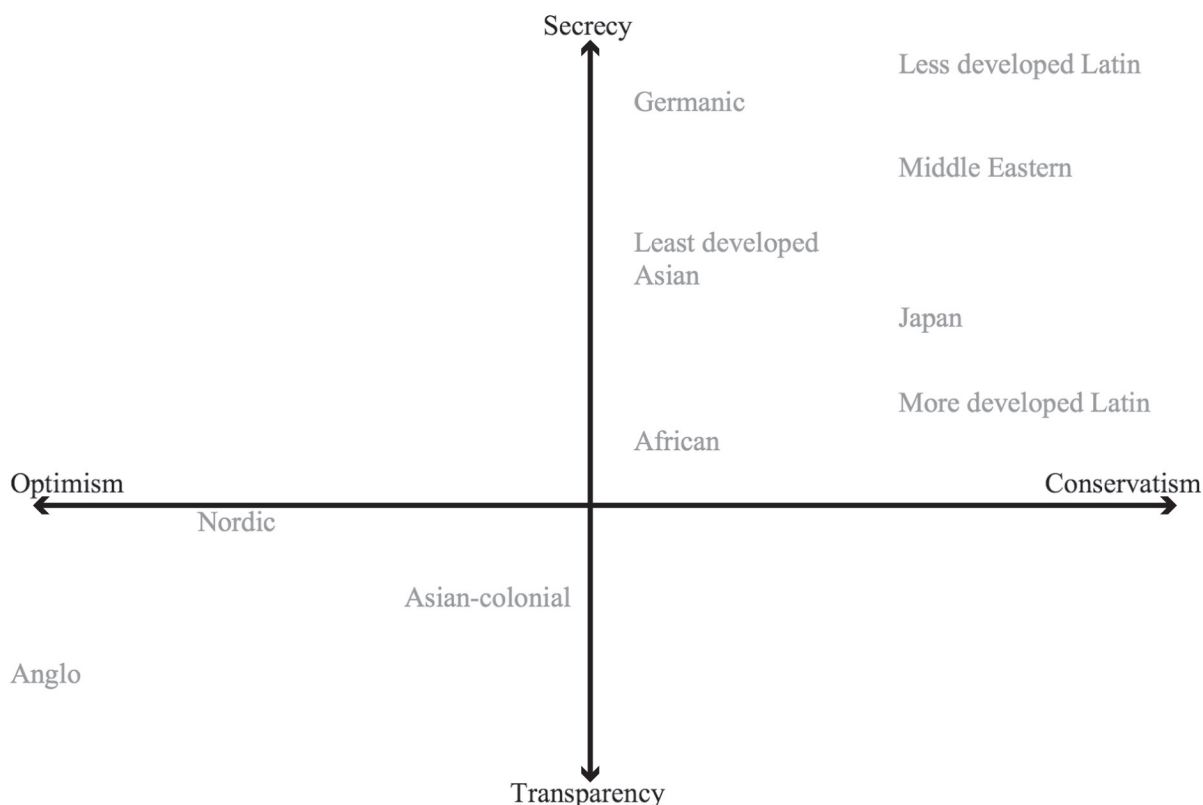 Secrecy
Less developed Latin
Germanic
Middle Eastern
Least developed
Asian
Japan
More developed Latin
African
Optimism
Conservatism
Nordic
Asian-colonial
Anglo
Transparency